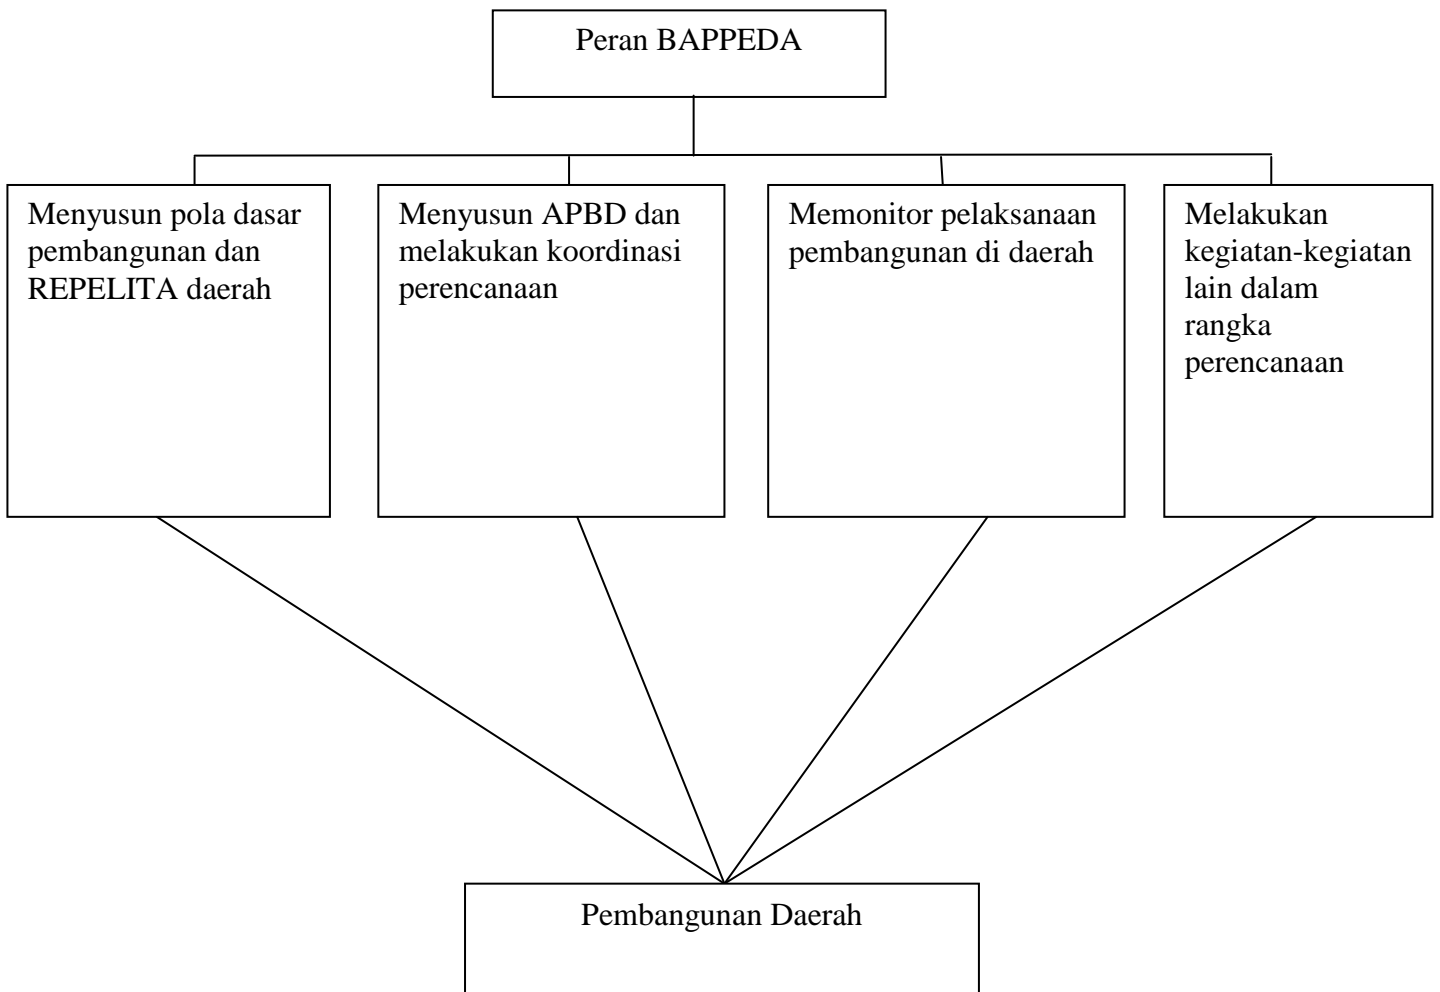 Peran BAPPEDA
Menyusun pola dasar
pembangunan dan
REPELITA daerah
Menyusun APBD dan
melakukan koordinasi
perencanaan
Memonitor pelaksanaan
pembangunan di daerah
Melakukan
kegiatan-kegiatan
lain dalam
rangka
perencanaan
Pembangunan Daerah